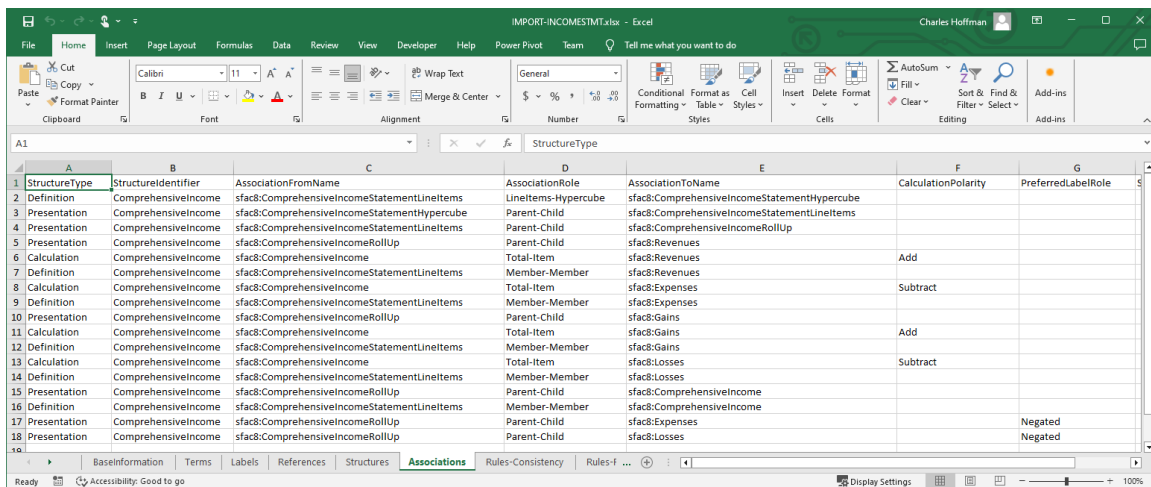 IMPORT-INCOMESTMT.xlsx - Excel Charles Hoffman
File Home Insert Page Layout Formulas Data Review View Developer Help Power Pivot Team Tell me what you want to do
Paste Cut Copy Format Painter Calibri 11 Wrap Text Merge & Center General Conditional Formatting Format as Table Cell Styles Insert Delete Format AutoSum Fill Clear Sort & Filter Find & Select Add-ins
Clipboard Font Alignment Number Styles Cells Editing Add-ins
A1 fx StructureType
A B C D E F G
1 StructureType StructureIdentifier AssociationFromName AssociationRole AssociationToName CalculationPolarity PreferredLabelRole
2 Definition ComprehensiveIncome sfac8:ComprehensiveIncomeStatementLineItems LineItems-Hypercube sfac8:ComprehensiveIncomeStatementHypercube
3 Presentation ComprehensiveIncome sfac8:ComprehensiveIncomeStatementHypercube Parent-Child sfac8:ComprehensiveIncomeStatementLineItems
4 Presentation ComprehensiveIncome sfac8:ComprehensiveIncomeStatementLineItems Parent-Child sfac8:ComprehensiveIncomeRollUp
5 Presentation ComprehensiveIncome sfac8:ComprehensiveIncomeRollUp Parent-Child sfac8:Revenues
6 Calculation ComprehensiveIncome sfac8:ComprehensiveIncome Total-Item sfac8:Revenues Add
7 Definition ComprehensiveIncome sfac8:ComprehensiveIncomeStatementLineItems Member-Member sfac8:Revenues
8 Calculation ComprehensiveIncome sfac8:ComprehensiveIncome Total-Item sfac8:Expenses Subtract
9 Definition ComprehensiveIncome sfac8:ComprehensiveIncomeStatementLineItems Member-Member sfac8:Expenses
10 Presentation ComprehensiveIncome sfac8:ComprehensiveIncomeRollUp Parent-Child sfac8:Gains
11 Calculation ComprehensiveIncome sfac8:ComprehensiveIncome Total-Item sfac8:Gains Add
12 Definition ComprehensiveIncome sfac8:ComprehensiveIncomeStatementLineItems Member-Member sfac8:Gains
13 Calculation ComprehensiveIncome sfac8:ComprehensiveIncome Total-Item sfac8:Losses Subtract
14 Definition ComprehensiveIncome sfac8:ComprehensiveIncomeStatementLineItems Member-Member sfac8:Losses
15 Presentation ComprehensiveIncome sfac8:ComprehensiveIncomeRollUp Parent-Child sfac8:ComprehensiveIncome
16 Definition ComprehensiveIncome sfac8:ComprehensiveIncomeStatementLineItems Member-Member sfac8:ComprehensiveIncome
17 Presentation ComprehensiveIncome sfac8:ComprehensiveIncomeRollUp Parent-Child sfac8:Expenses Negated
18 Presentation ComprehensiveIncome sfac8:ComprehensiveIncomeRollUp Parent-Child sfac8:Losses Negated
BaseInformation Terms Labels References Structures Associations Rules-Consistency Rules-F ...
Ready Accessibility: Good to go Display Settings 100%